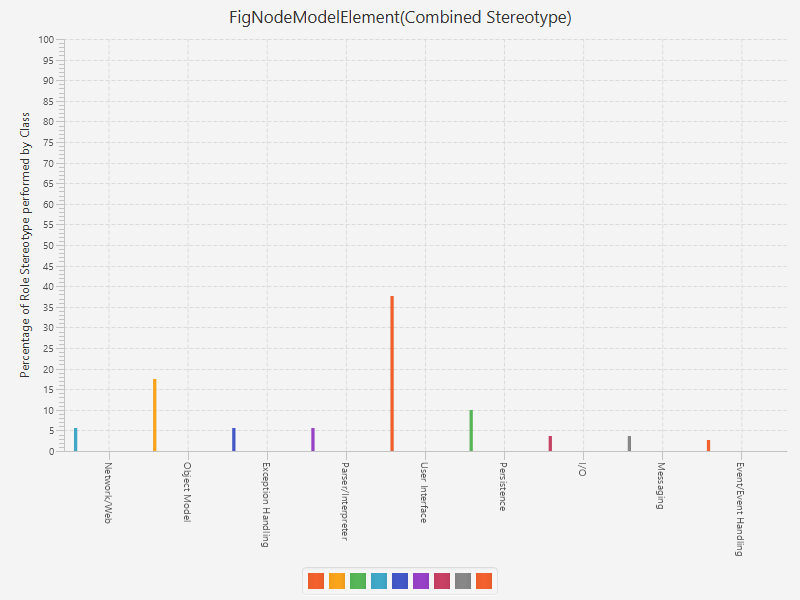 FigNodeModelElement(Combined Stereotype)
Percentage of Role Stereotype performed by Class
100
95
90
85
80
75
70
65
60
55
50
45
40
35
30
25
20
15
10
5
0
Network/Web
Object Model
Exception Handling
Parser/Interpreter
User Interface
Persistence
I/O
Messaging
Event/Event Handling